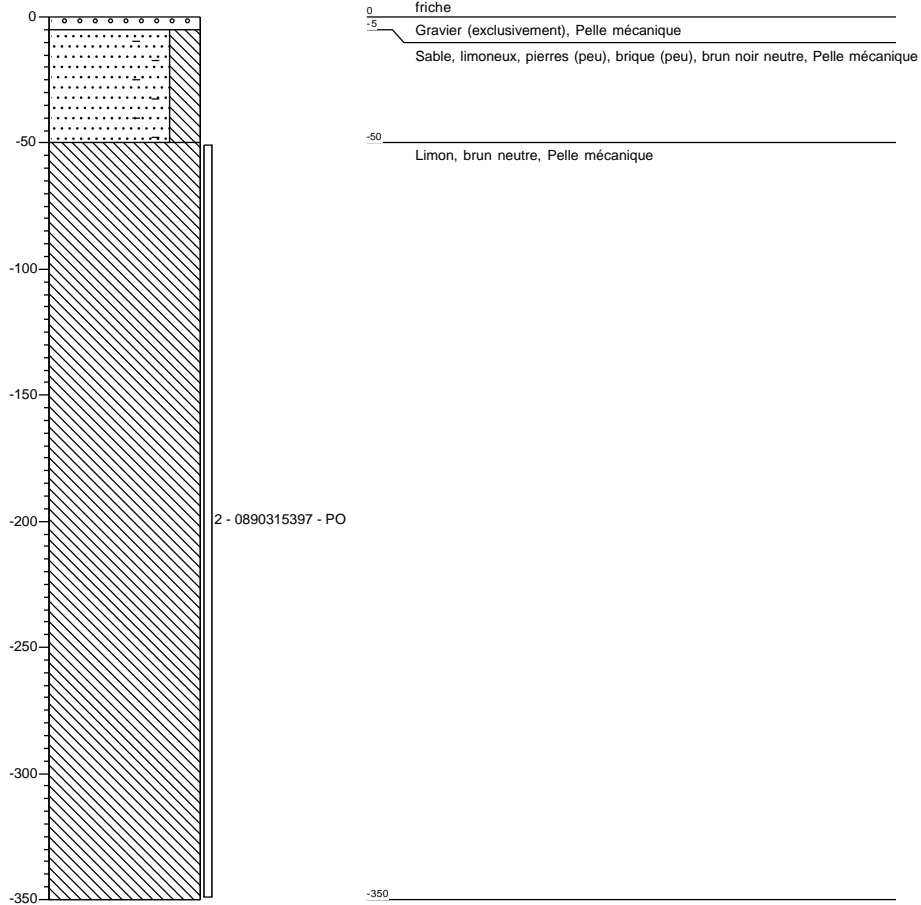 friche
0
0
-5
Gravier (exclusivement), Pelle mécanique
Sable, limoneux, pierres (peu), brique (peu), brun noir neutre, Pelle mécanique
-50
-50
Limon, brun neutre, Pelle mécanique
-100
-150
-200
2 - 0890315397 - PO
-250
-300
-350
-350